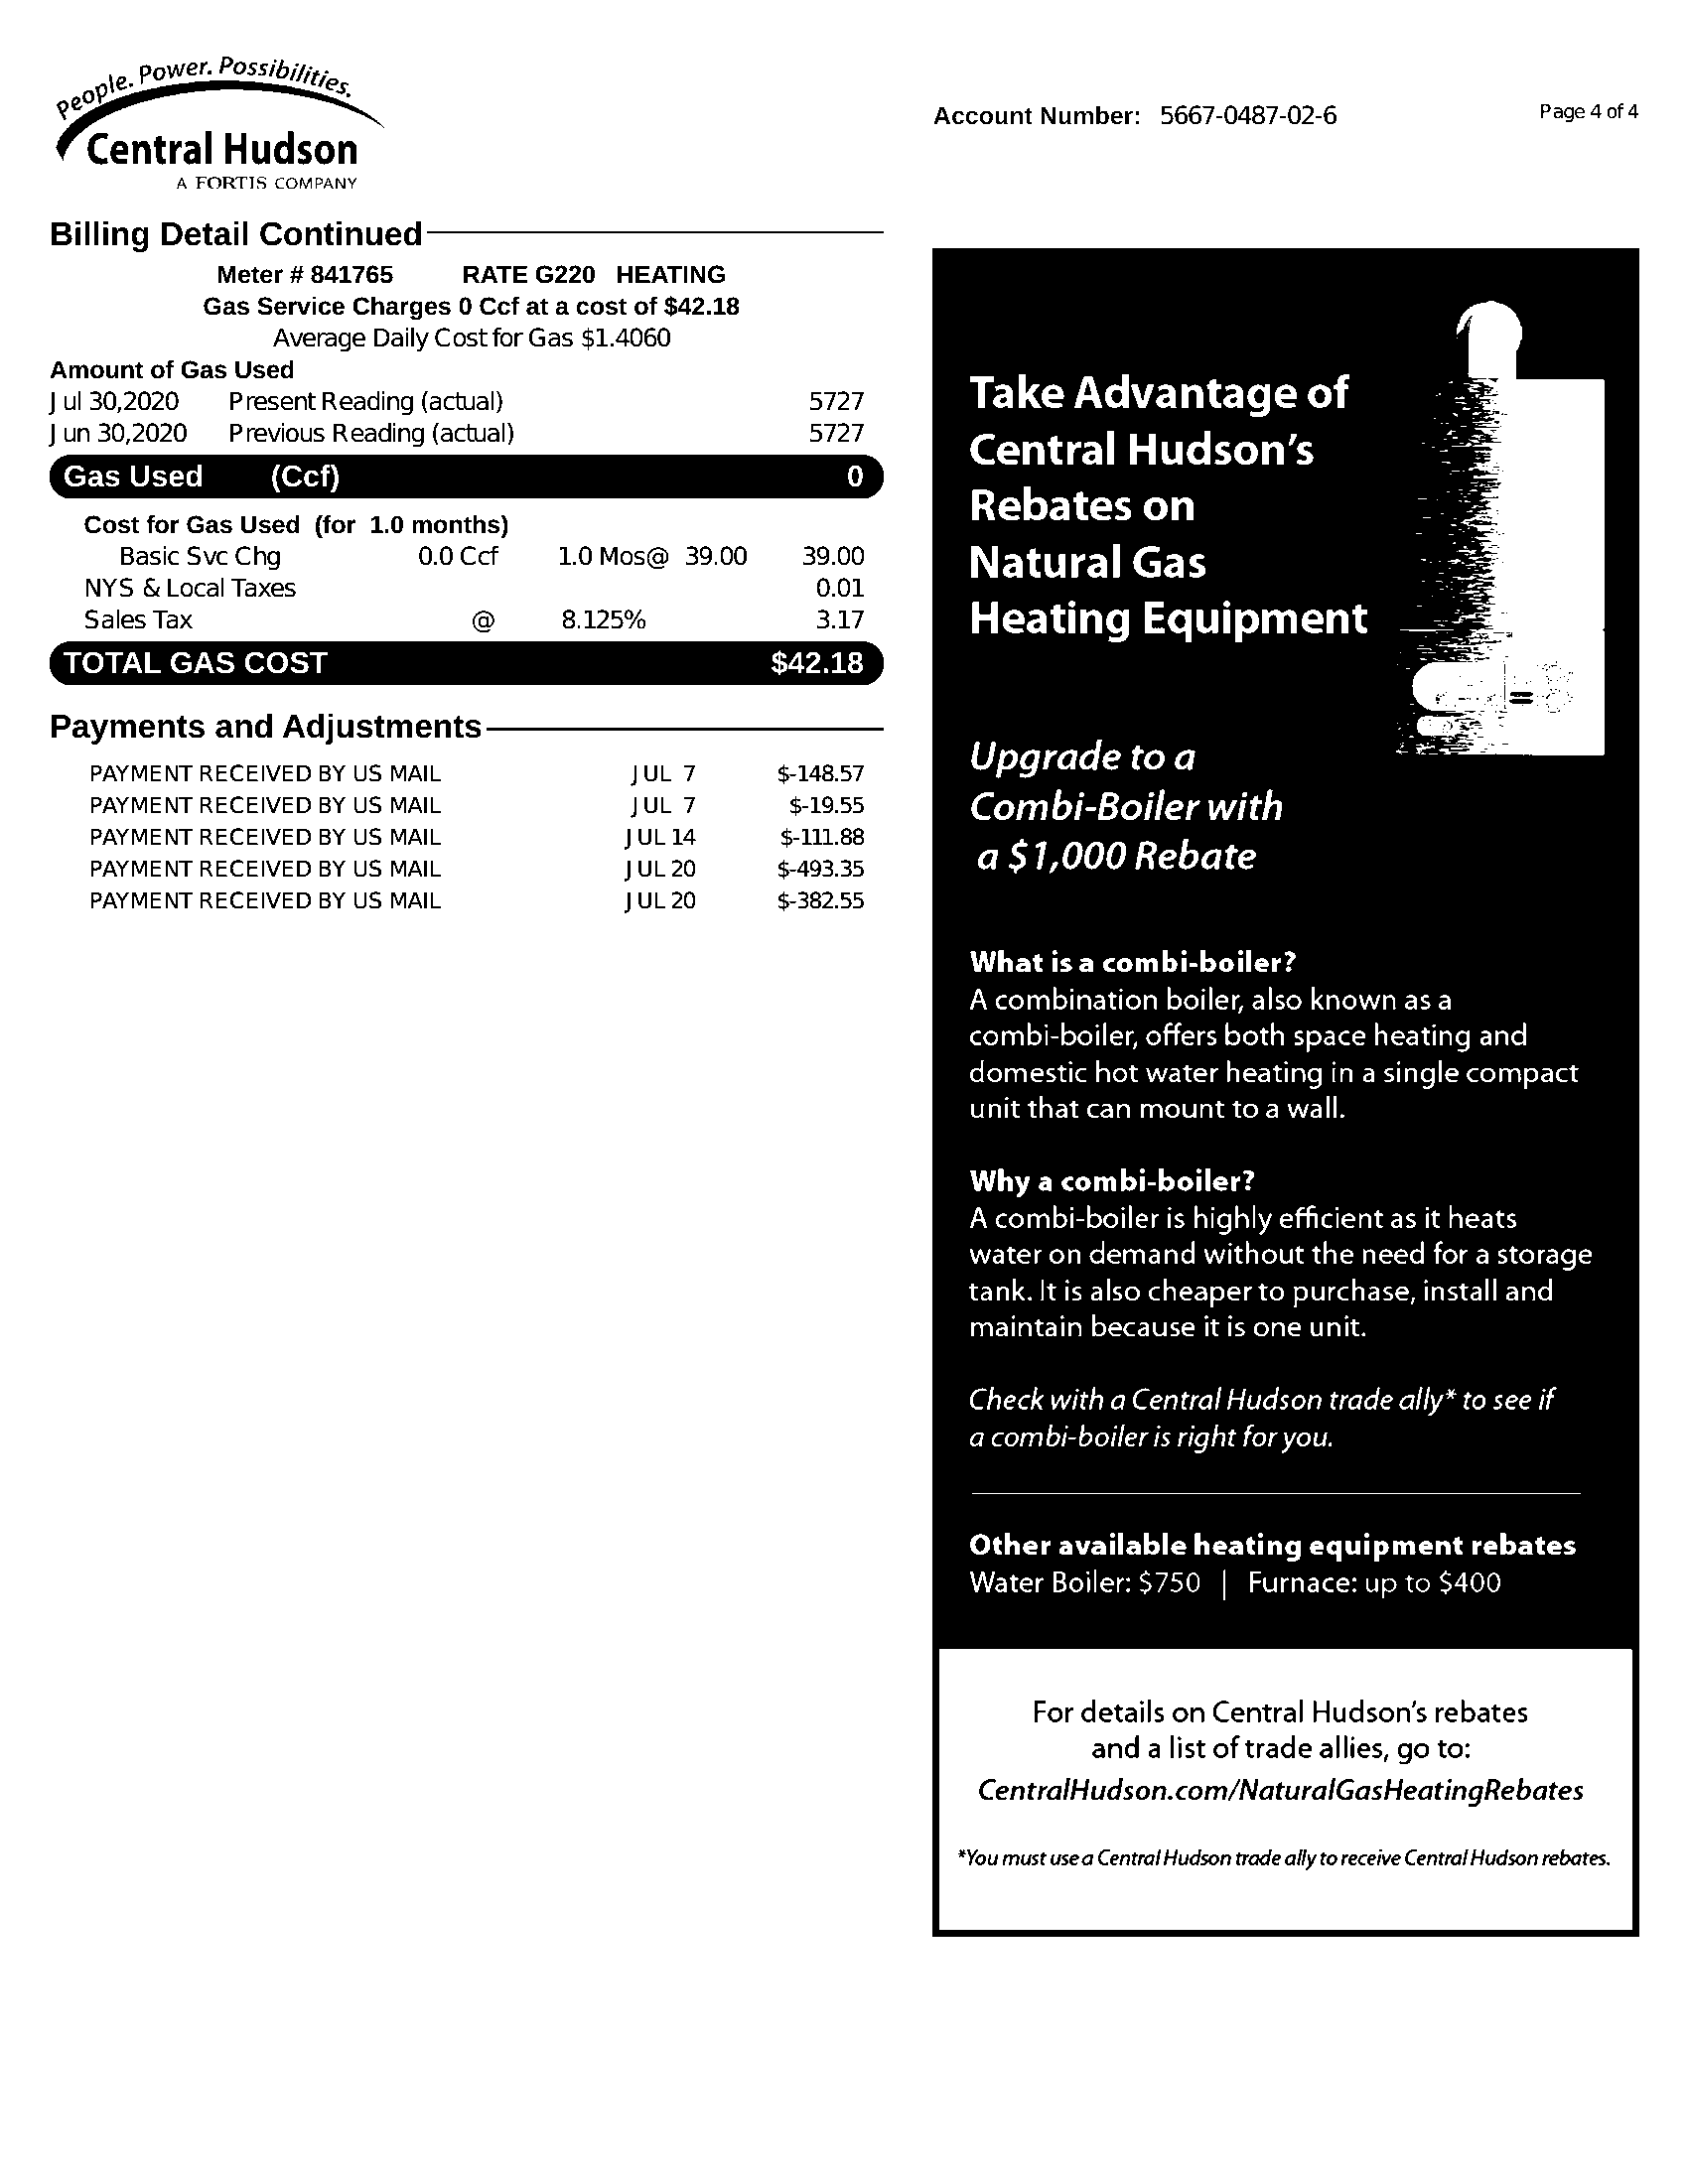 People. Power. Possibilities.
Central Hudson
A FORTIS COMPANY
Account Number: 5667-0487-02-6
Page 4 of 4
Billing Detail Continued
Meter # 841765 RATE G220 HEATING
Gas Service Charges 0 Ccf at a cost of $42.18
Average Daily Cost for Gas $1.4060
Amount of Gas Used
Jul 30,2020 Present Reading (actual) 5727
Jun 30,2020 Previous Reading (actual) 5727
Gas Used (Ccf) 0
Cost for Gas Used (for 1.0 months)
Basic Svc Chg 0.0 Ccf 1.0 Mos@ 39.00 39.00
NYS & Local Taxes 0.01
Sales Tax @ 8.125% 3.17
TOTAL GAS COST $42.18
Payments and Adjustments
PAYMENT RECEIVED BY US MAIL JUL 7 $-148.57
PAYMENT RECEIVED BY US MAIL JUL 7 $-19.55
PAYMENT RECEIVED BY US MAIL JUL 14 $-111.88
PAYMENT RECEIVED BY US MAIL JUL 20 $-493.35
PAYMENT RECEIVED BY US MAIL JUL 20 $-382.55
Take Advantage of
Central Hudson's
Rebates on
Natural Gas
Heating Equipment
Upgrade to a
Combi-Boiler with
a $1,000 Rebate
What is a combi-boiler?
A combination boiler, also known as a
combi-boiler, offers both space heating and
domestic hot water heating in a single compact
unit that can mount to a wall.
Why a combi-boiler?
A combi-boiler is highly efficient as it heats
water on demand without the need for a storage
tank. It is also cheaper to purchase, install and
maintain because it is one unit.
Check with a Central Hudson trade ally* to see if
a combi-boiler is right for you.
Other available heating equipment rebates
Water Boiler: $750 | Furnace: up to $400
For details on Central Hudson's rebates
and a list of trade allies, go to:
CentralHudson.com/NaturalGasHeatingRebates
*You must use a Central Hudson trade ally to receive Central Hudson rebates.